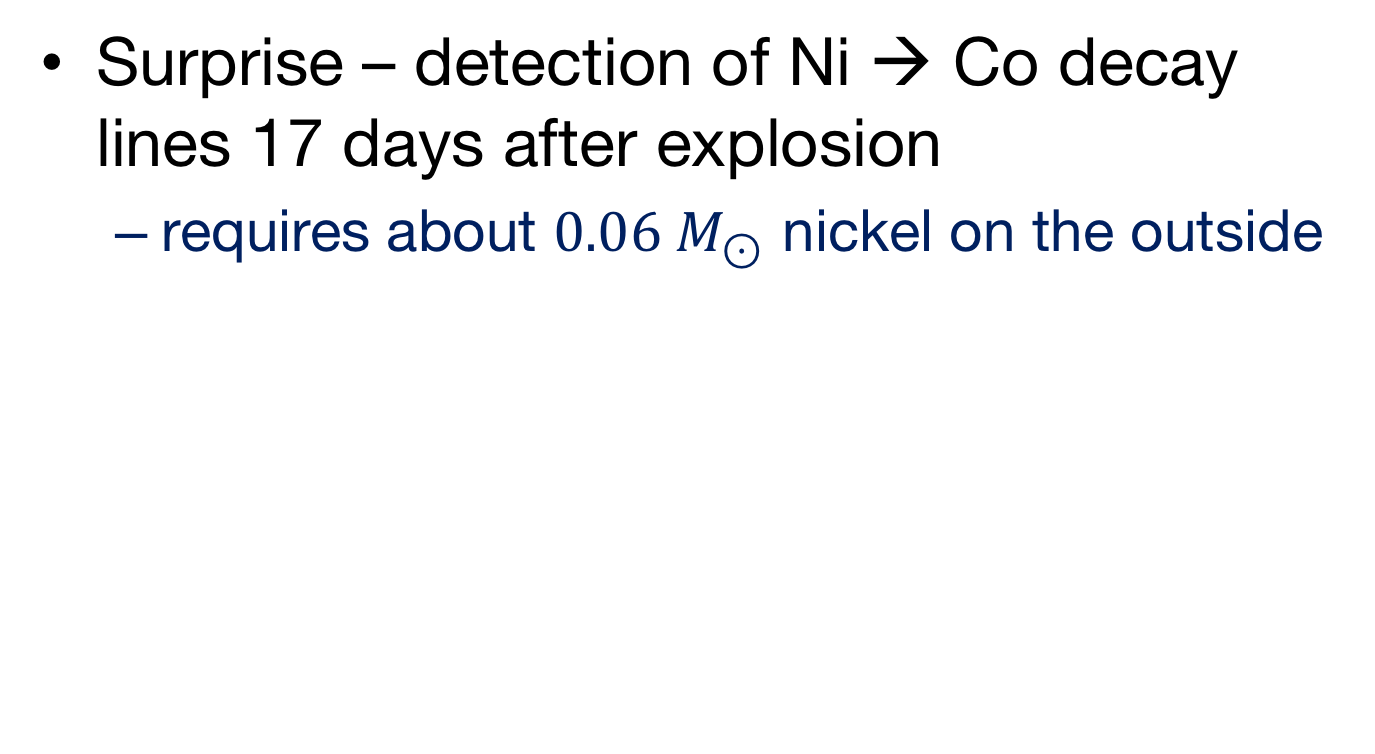 • Surprise – detection of Ni → Co decay
lines 17 days after explosion
– requires about 0.06 M☉ nickel on the outside